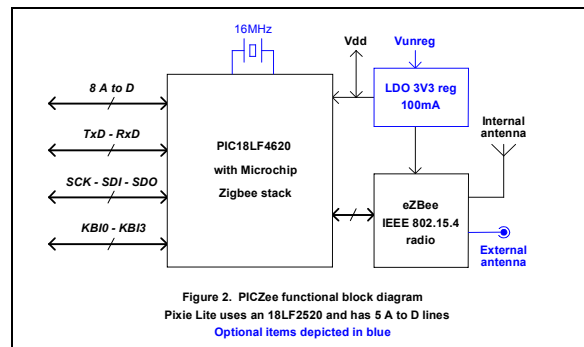 16MHz
Vdd
Vunreg
8 A to D
LDO 3V3 reg
100mA
Internal
antenna
TxD - RxD
PIC18LF4620
with Microchip
Zigbee stack
SCK - SDI - SDO
eZBee
IEEE 802.15.4
radio
KBI0 - KBI3
External
antenna
Figure 2. PICZee functional block diagram
Pixie Lite uses an 18LF2520 and has 5 A to D lines
Optional items depicted in blue